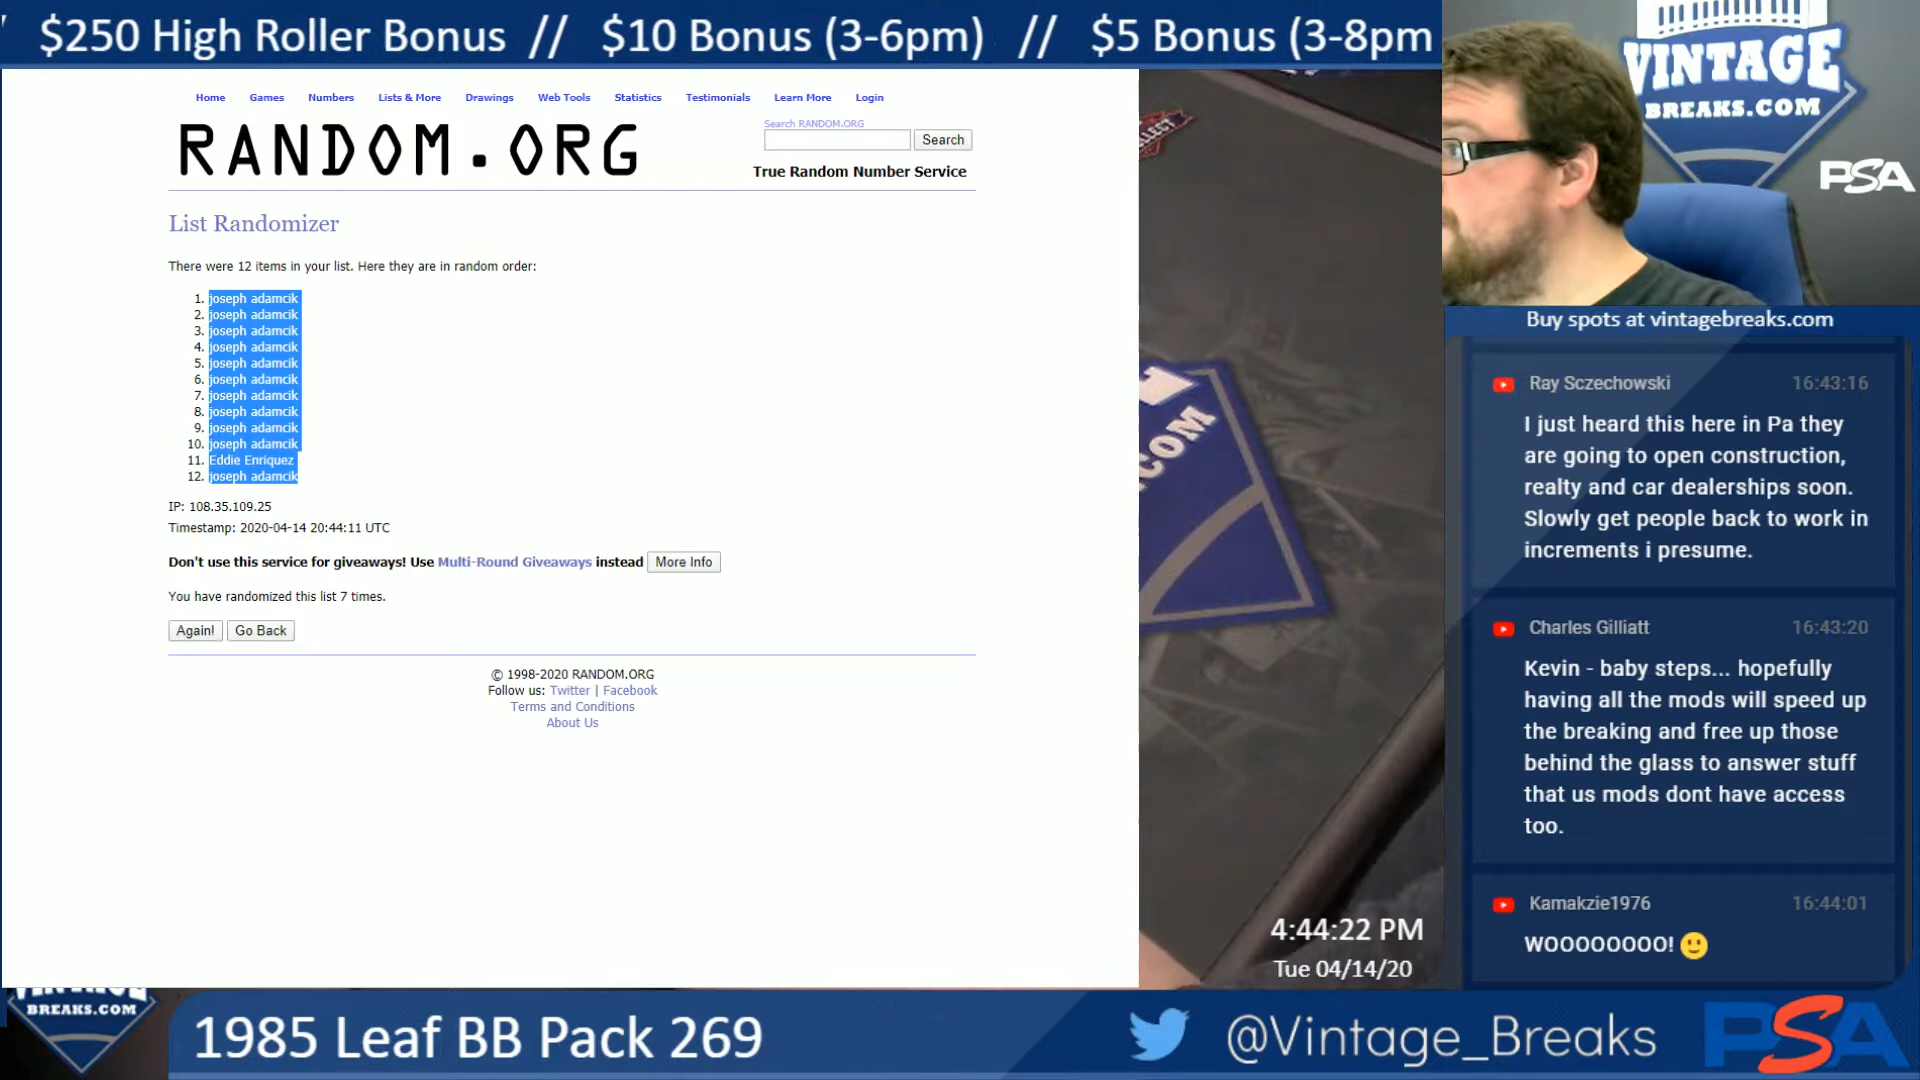 $250 High Roller Bonus // $10 Bonus (3-6pm) // $5 Bonus (3-8pm
Home Games Numbers Lists & More Drawings Web Tools Statistics Testimonials Learn More Login
RANDOM.ORG
Search RANDOM.ORG
Search
True Random Number Service
List Randomizer
There were 12 items in your list. Here they are in random order:
1. joseph adamcik
2. joseph adamcik
3. joseph adamcik
4. joseph adamcik
5. joseph adamcik
6. joseph adamcik
7. joseph adamcik
8. joseph adamcik
9. joseph adamcik
10. joseph adamcik
11. Eddie Enriquez
12. joseph adamcik
IP: 108.35.109.25
Timestamp: 2020-04-14 20:44:11 UTC
Don't use this service for giveaways! Use Multi-Round Giveaways instead More Info
You have randomized this list 7 times.
Again! Go Back
© 1998-2020 RANDOM.ORG
Follow us: Twitter | Facebook
Terms and Conditions
About Us
.COM
VINTAGE
BREAKS.COM
PSA
Buy spots at vintagebreaks.com
Ray Sczechowski 16:43:16
I just heard this here in Pa they
are going to open construction,
realty and car dealerships soon.
Slowly get people back to work in
increments i presume.
Charles Gilliatt 16:43:20
Kevin - baby steps... hopefully
having all the mods will speed up
the breaking and free up those
behind the glass to answer stuff
that us mods dont have access
too.
Kamakzie1976 16:44:01
WOOOOOOOO! 🙂
4:44:22 PM
Tue 04/14/20
VINTAGE
BREAKS.COM
1985 Leaf BB Pack 269
@Vintage_Breaks
PSA